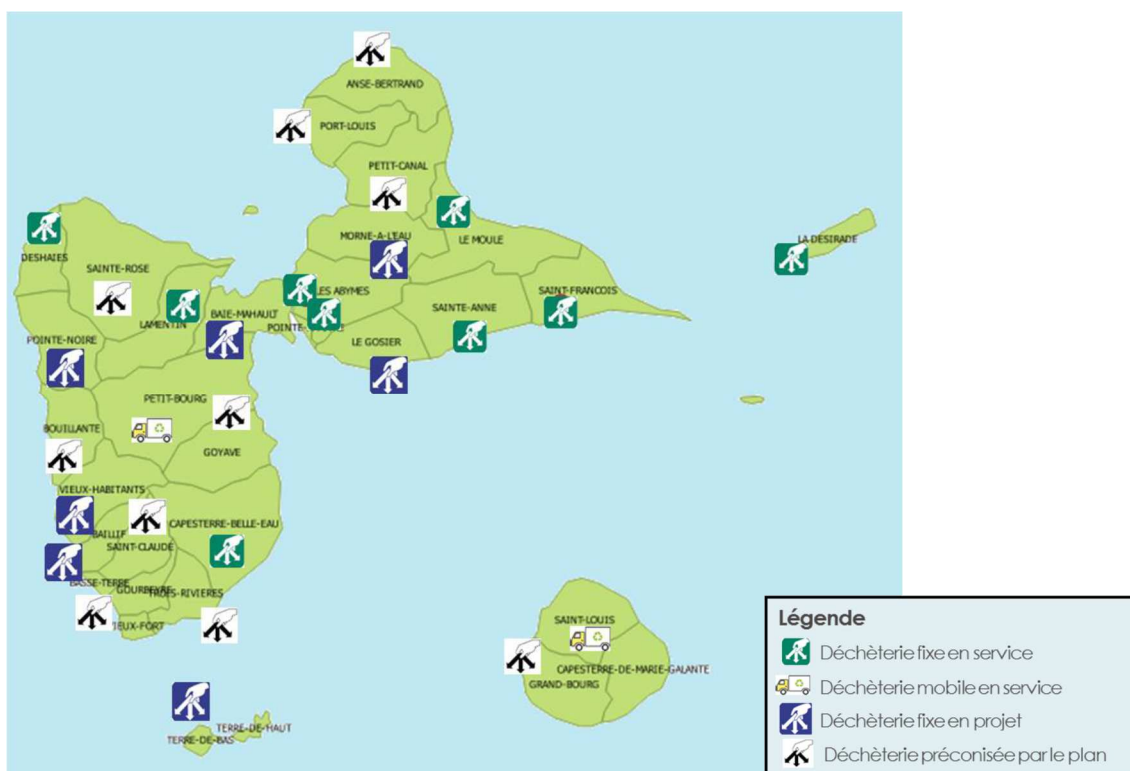 ANSE-BERTRAND
PORT-LOUIS
PETIT-CANAL
MORNE-A-L'EAU
LE MOULE
LA DESIRADE
DESHAIES
SAINTE-ROSE
LES ABYMES
SAINT-FRANCOIS
SAINTE-ANNE
LAMENTIN
BAIE-MAHAULT
POINTE-
POINTE-NOIRE
LE GOSIER
PETIT-BOURG
BOUILLANTE
GOYAVE
VIEUX-HABITANTS
CAPESTERRE-BELLE-EAU
BAILLIF
SAINT-CLAUDE
BASSE-TERRE
GOURBEYRE
TROIS-RIVIERES
IEUX-FORT
SAINT-LOUIS
CAPESTERRE-DE-MARIE-GALANTE
GRAND-BOURG
TERRE-DE-HAUT
TERRE-DE-BAS
Légende
Déchèterie fixe en service
Déchèterie mobile en service
Déchèterie fixe en projet
Déchèterie préconisée par le plan